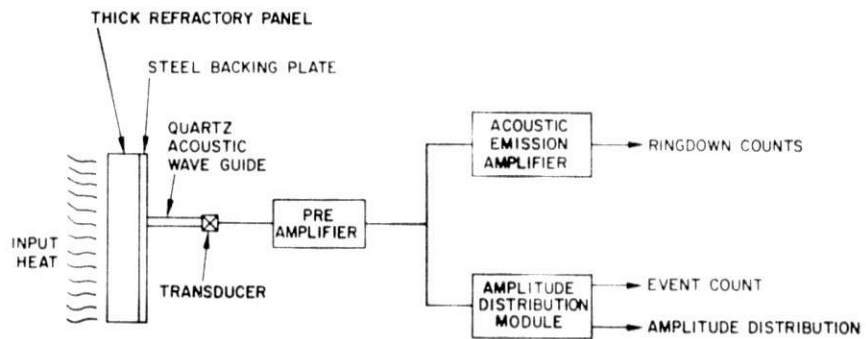 THICK REFRACTORY PANEL
STEEL BACKING PLATE
QUARTZ
ACOUSTIC
WAVE GUIDE
INPUT
HEAT
TRANSDUCER
PRE
AMPLIFIER
ACOUSTIC
EMISSION
AMPLIFIER
RINGDOWN COUNTS
AMPLITUDE
DISTRIBUTION
MODULE
EVENT COUNT
AMPLITUDE DISTRIBUTION